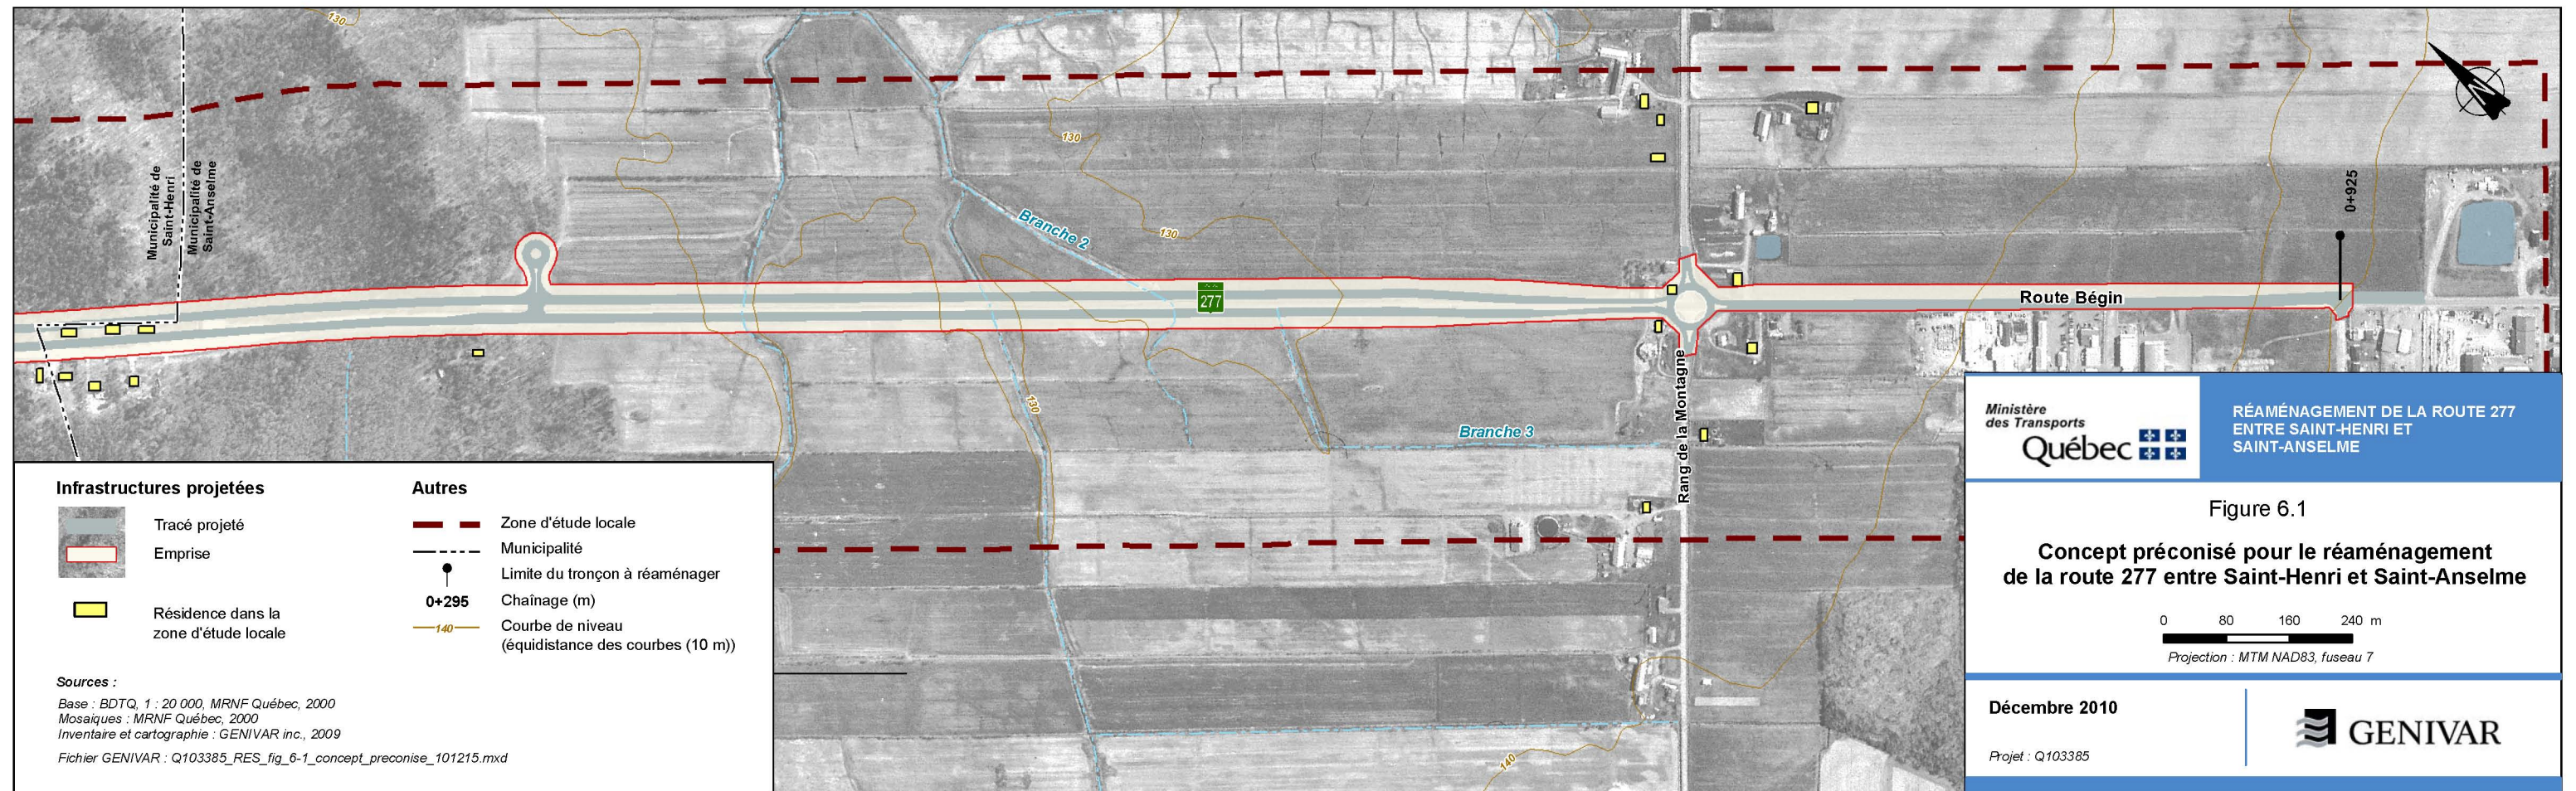 130
Municipalité de
Saint-Henri
Municipalité de
Saint-Anselme
130
Branche 2
130
277
130
Branche 3
Rang de la Montagne
Route Bégin
0+925
140
Infrastructures projetées
Tracé projeté
Emprise
Résidence dans la
zone d'étude locale
Autres
Zone d'étude locale
Municipalité
Limite du tronçon à réaménager
0+295 Chaînage (m)
140 Courbe de niveau
(équidistance des courbes (10 m))
Sources :
Base : BDTQ, 1 : 20 000, MRNF Québec, 2000
Mosaiques : MRNF Québec, 2000
Inventaire et cartographie : GENIVAR inc., 2009
Fichier GENIVAR : Q103385_RES_fig_6-1_concept_preconise_101215.mxd
Ministère
des Transports
Québec
RÉAMÉNAGEMENT DE LA ROUTE 277
ENTRE SAINT-HENRI ET
SAINT-ANSELME
Figure 6.1
Concept préconisé pour le réaménagement
de la route 277 entre Saint-Henri et Saint-Anselme
0 80 160 240 m
Projection : MTM NAD83, fuseau 7
Décembre 2010
Projet : Q103385
GENIVAR